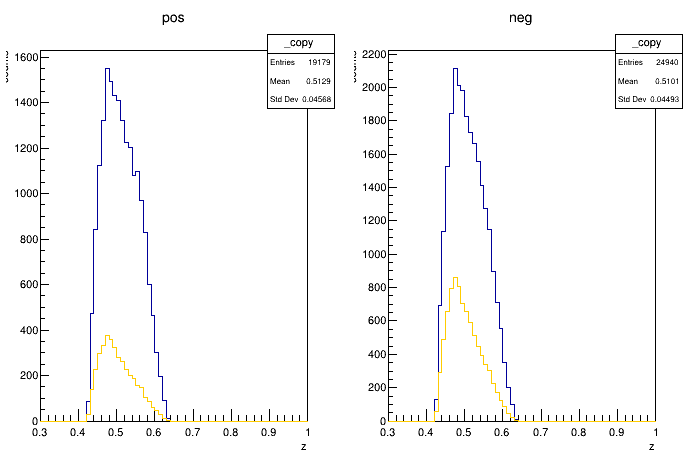 pos
_copy
Entries 19179
Mean 0.5129
Std Dev 0.04568
1600
1400
1200
1000
800
600
400
200
0
0.3 0.4 0.5 0.6 0.7 0.8 0.9 1
z
neg
_copy
Entries 24940
Mean 0.5101
Std Dev 0.04493
2200
2000
1800
1600
1400
1200
1000
800
600
400
200
0
0.3 0.4 0.5 0.6 0.7 0.8 0.9 1
z